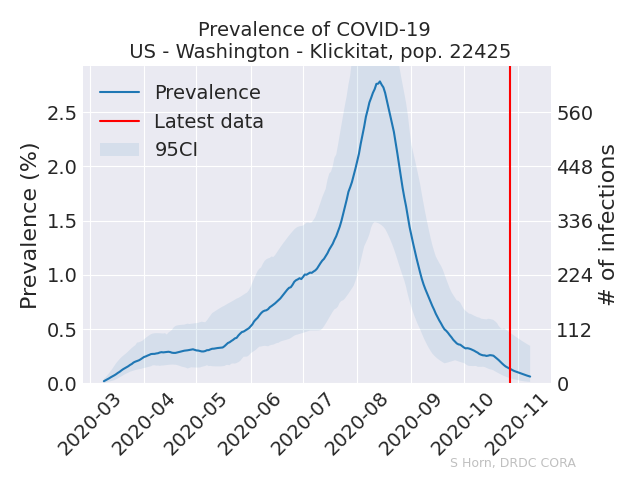 Prevalence of COVID-19
US - Washington - Klickitat, pop. 22425
Prevalence
Latest data
95CI
Prevalence (%)
2.5
2.0
1.5
1.0
0.5
0.0
# of infections
560
448
336
224
112
0
2020-03
2020-04
2020-05
2020-06
2020-07
2020-08
2020-09
2020-10
2020-11
S Horn, DRDC CORA